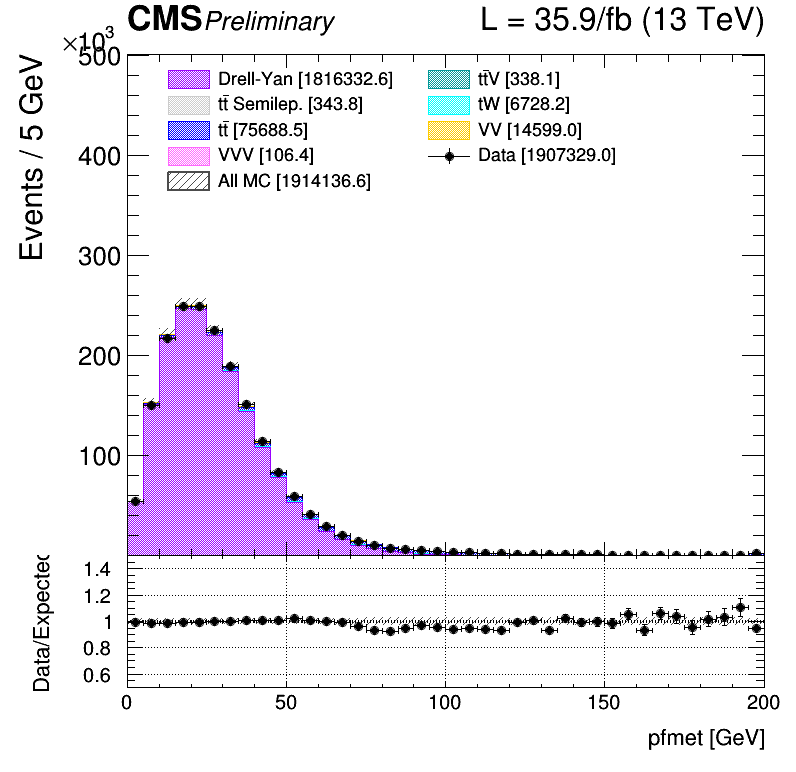 CMS Preliminary L = 35.9/fb (13 TeV)
×10³
Events / 5 GeV
500
400
300
200
100
Drell-Yan [1816332.6]
tt̄ Semilep. [343.8]
tt̄ [75688.5]
VVV [106.4]
All MC [1914136.6]
tt̄V [338.1]
tW [6728.2]
VV [14599.0]
Data [1907329.0]
Data/Expected
1.4
1.2
1
0.8
0.6
0 50 100 150 200
pfmet [GeV]